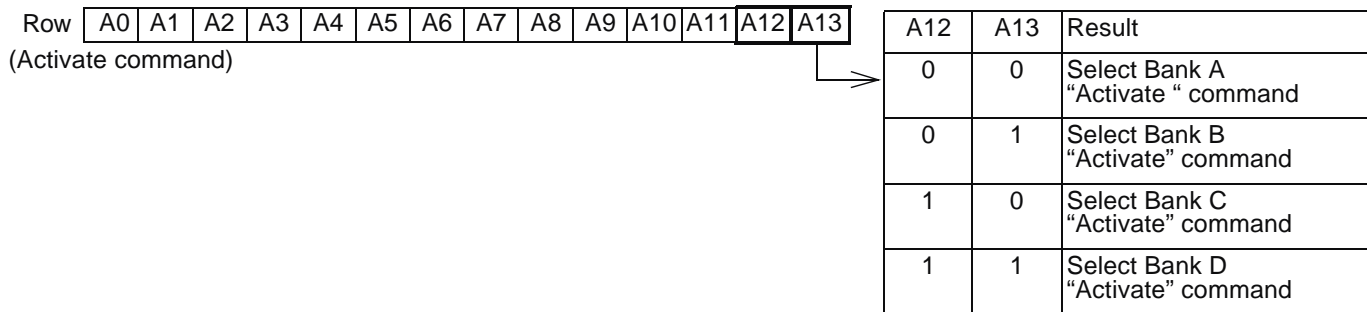 Row A0 A1 A2 A3 A4 A5 A6 A7 A8 A9 A10 A11 A12 A13
(Activate command)
A12 A13 Result
0 0 Select Bank A
“Activate “ command
0 1 Select Bank B
“Activate” command
1 0 Select Bank C
“Activate” command
1 1 Select Bank D
“Activate” command